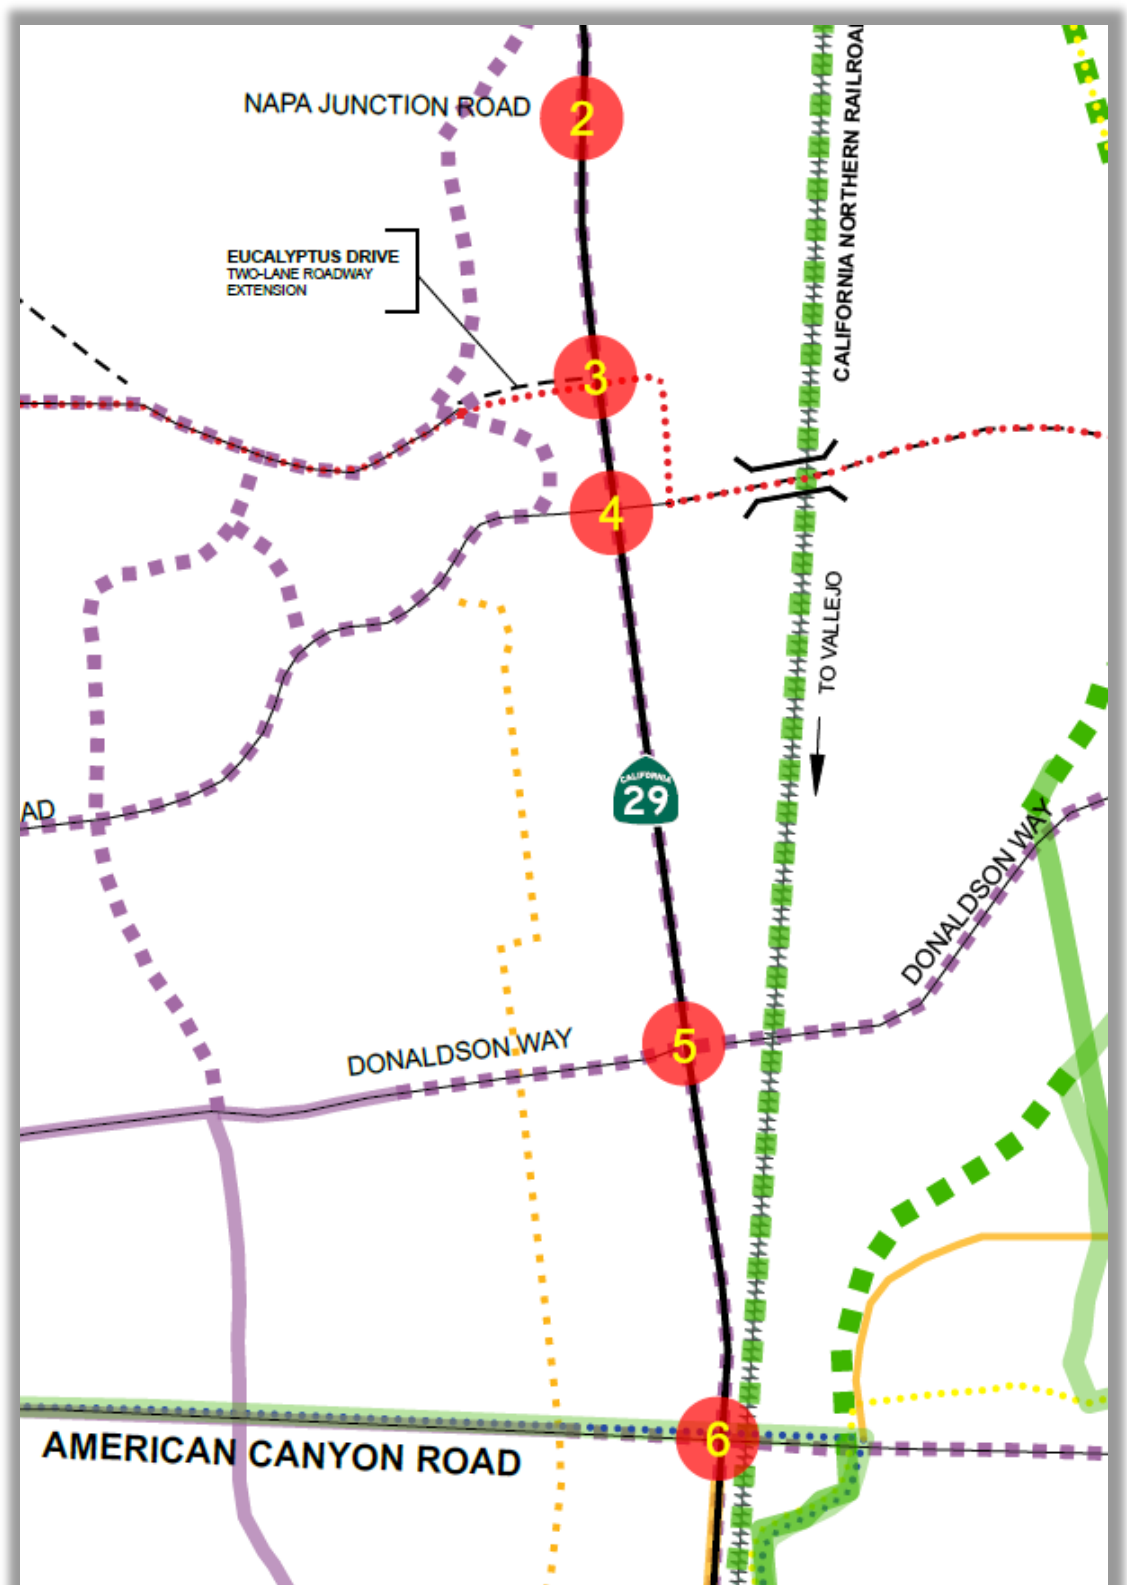 NAPA JUNCTION ROAD
2
CALIFORNIA NORTHERN RAILROA
EUCALYPTUS DRIVE
TWO-LANE ROADWAY
EXTENSION
3
4
TO VALLEJO
CALIFORNIA
29
AD
DONALDSON WAY
DONALDSON WAY
5
6
AMERICAN CANYON ROAD